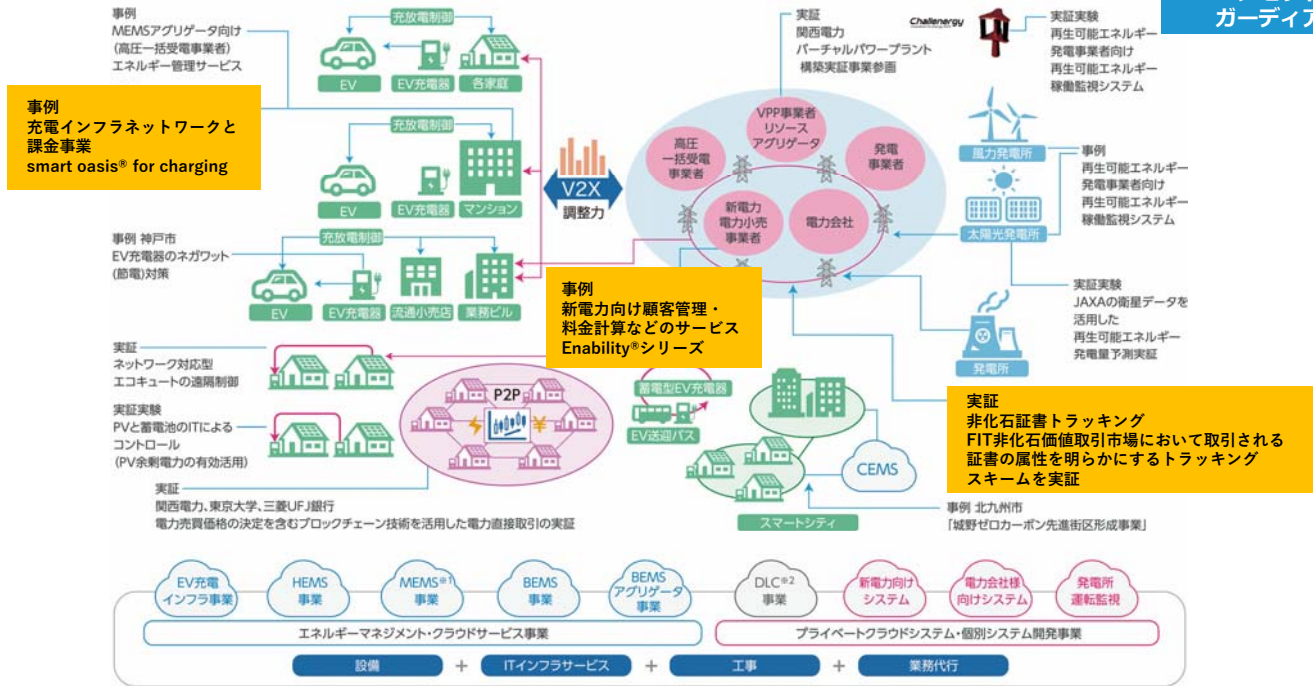 事例
MEMSアグリゲータ向け
(高圧一括受電事業者)
エネルギー管理サービス
充放電制御
EV
EV充電器
各家庭
事例
充電インフラネットワークと
課金事業
smart oasis® for charging
充放電制御
EV
EV充電器
マンション
事例 神戸市
EV充電器のネガワット
(節電)対策
充放電制御
EV
EV充電器
流通小売店
業務ビル
V2X
調整力
実証
関西電力
バーチャルパワープラント
構築実証事業参画
VPP事業者
リソース
アグリゲータ
高圧
一括受電
事業者
発電
事業者
新電力
電力小売
事業者
電力会社
Challenergy
実証実験
再生可能エネルギー
発電事業者向け
再生可能エネルギー
稼働監視システム
ガーディア
風力発電所
太陽光発電所
事例
再生可能エネルギー
発電事業者向け
再生可能エネルギー
稼働監視システム
実証実験
JAXAの衛星データを
活用した
再生可能エネルギー
発電量予測実証
発電所
事例
新電力向け顧客管理・
料金計算などのサービス
Enability®シリーズ
実証
ネットワーク対応型
エコキュートの遠隔制御
実証実験
PVと蓄電池のITによる
コントロール
(PV余剰電力の有効活用)
P2P
¥
実証
関西電力、東京大学、三菱UFJ銀行
電力売買価格の決定を含むブロックチェーン技術を活用した電力直接取引の実証
蓄電型EV充電器
EV送迎バス
スマートシティ
CEMS
実証
非化石証書トラッキング
FIT非化石価値取引市場において取引される
証書の属性を明らかにするトラッキング
スキームを実証
事例 北九州市
「城野ゼロカーボン先進街区形成事業」
EV充電
インフラ事業
HEMS
事業
MEMS※1
事業
BEMS
事業
BEMS
アグリゲータ
事業
DLC※2
事業
新電力向け
システム
電力会社様
向けシステム
発電所
運転監視
エネルギーマネジメント・クラウドサービス事業
プライベートクラウドシステム・個別システム開発事業
設備 + ITインフラサービス + 工事 + 業務代行